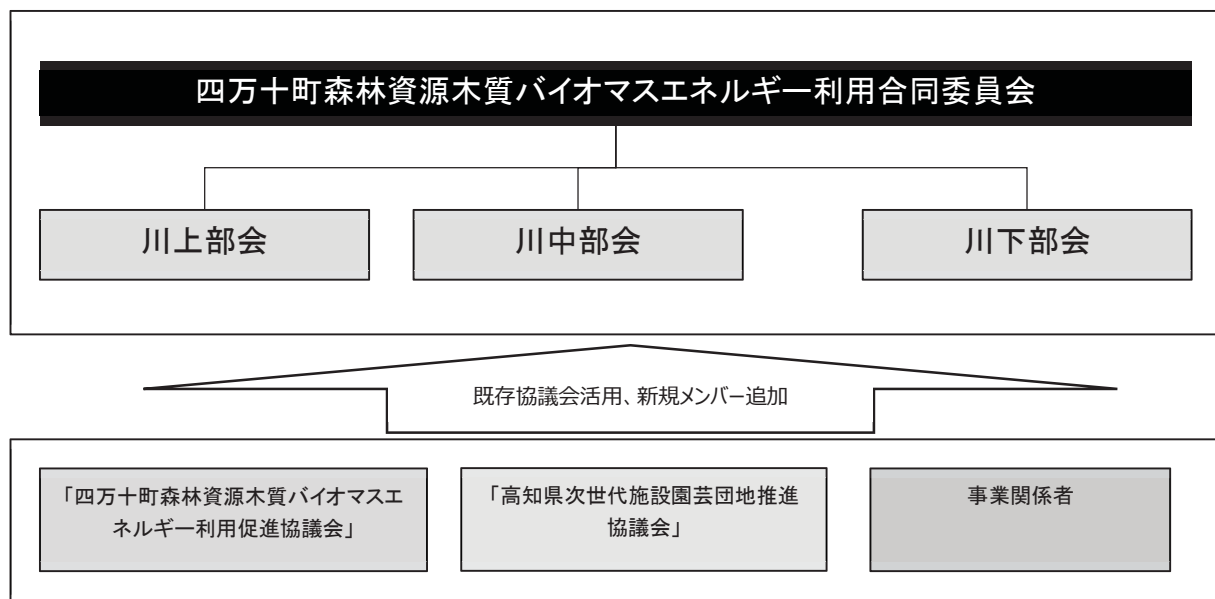 四万十町森林資源木質バイオマスエネルギー利用合同委員会
川上部会
川中部会
川下部会
既存協議会活用、新規メンバー追加
「四万十町森林資源木質バイオマスエ
ネルギー利用促進協議会」
「高知県次世代施設園芸団地推進
協議会」
事業関係者